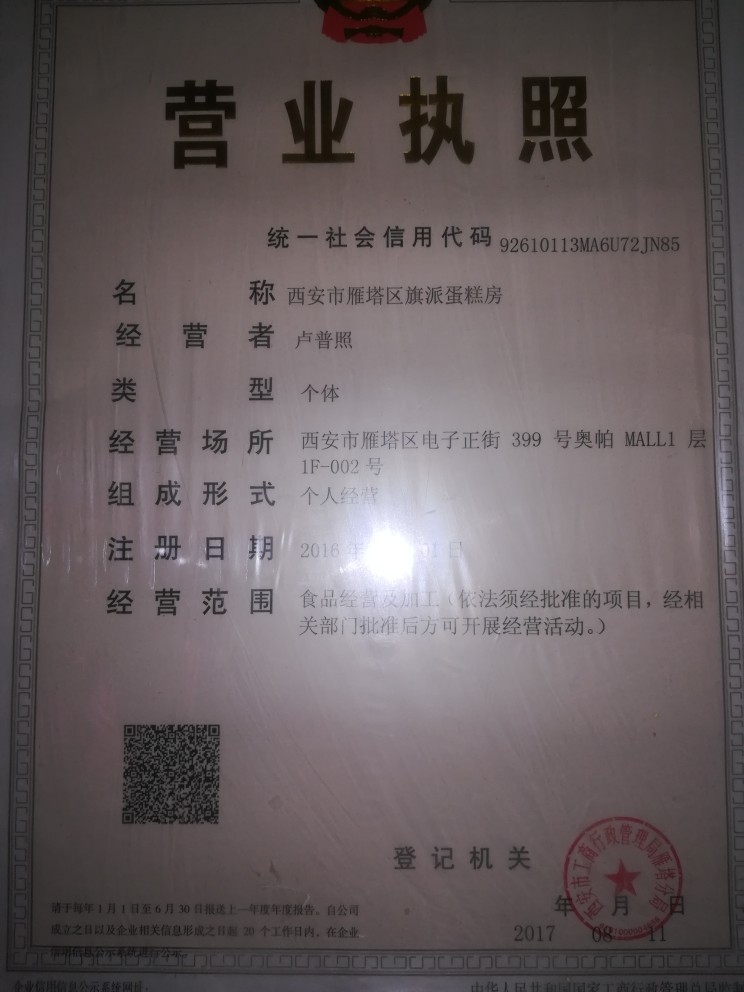 营业执照
统一社会信用代码 92610113MA6U72JN85
名称 西安市雁塔区旗派蛋糕房
经营者 卢普照
类型 个体
经营场所 西安市雁塔区电子正街 399 号奥帕 MALL1 层
1F-002 号
组成形式 个人经营
注册日期 2016 年 日
经营范围 食品经营及加工（依法须经批准的项目，经相
关部门批准后方可开展经营活动。）
登记机关
西安市工商行政管理局雁塔分局
年 月 日
2017 08 11
请于每年 1 月 1 日至 6 月 30 日报送上一年度年度报告。自公司
成立之日以及企业相关信息形成之日起 20 个工作日内，在企业
信用信息公示系统进行公示。
企业信用信息公示系统网址：
中华人民共和国国家工商行政管理总局监制